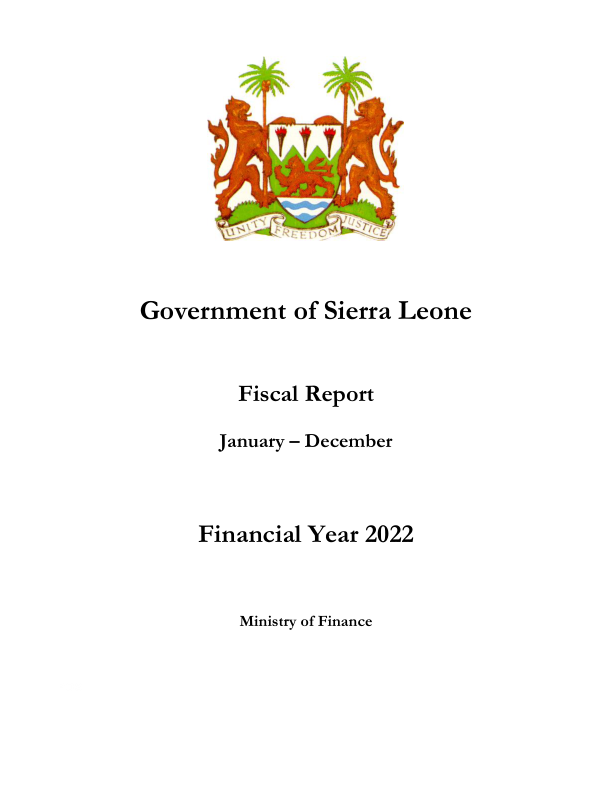 UNITY FREEDOM JUSTICE
Government of Sierra Leone
Fiscal Report
January – December
Financial Year 2022
Ministry of Finance